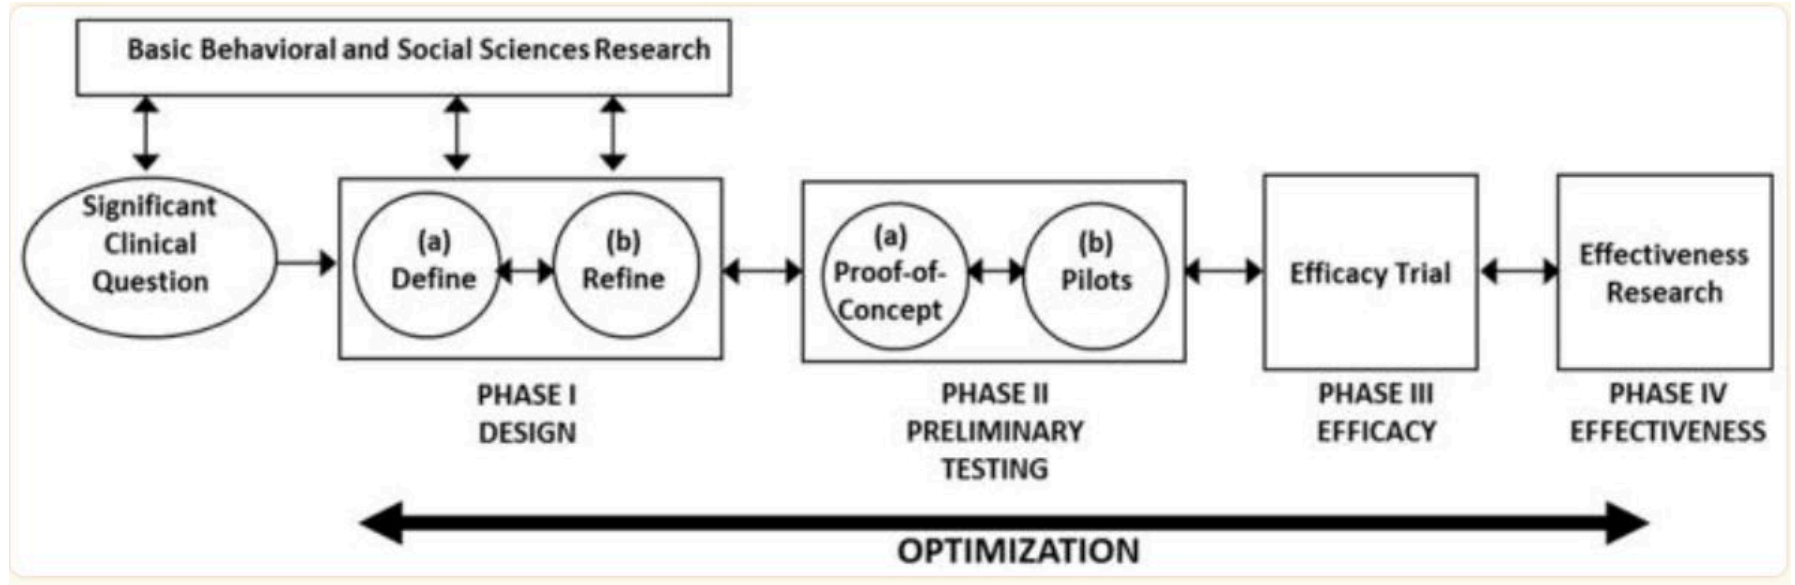 Basic Behavioral and Social Sciences Research
Significant
Clinical
Question
(a)
Define
(b)
Refine
(a)
Proof-of-
Concept
(b)
Pilots
Efficacy Trial
Effectiveness
Research
PHASE I
DESIGN
PHASE II
PRELIMINARY
TESTING
PHASE III
EFFICACY
PHASE IV
EFFECTIVENESS
OPTIMIZATION